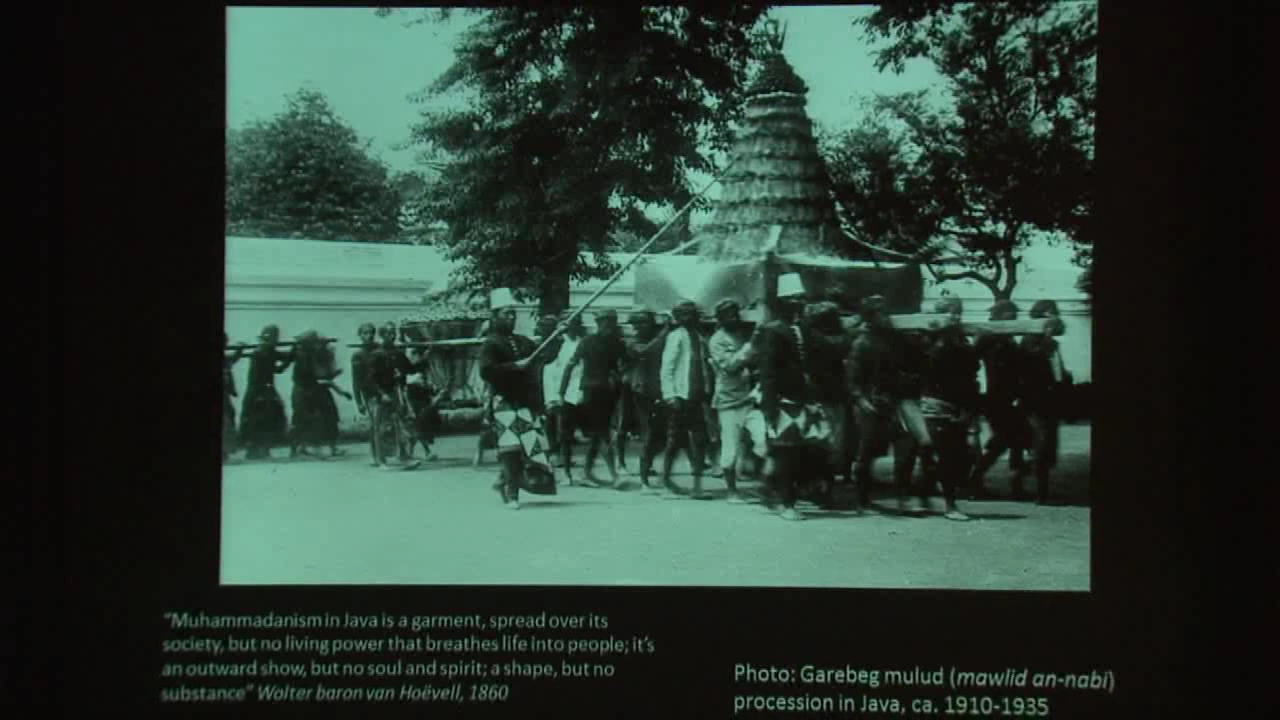 "Muhammadanism in Java is a garment, spread over its
society, but no living power that breathes life into people; it's
an outward show, but no soul and spirit; a shape, but no
substance" Wolter baron van Hoëvell, 1860
Photo: Garebeg mulud (mawlid an-nabi)
procession in Java, ca. 1910-1935